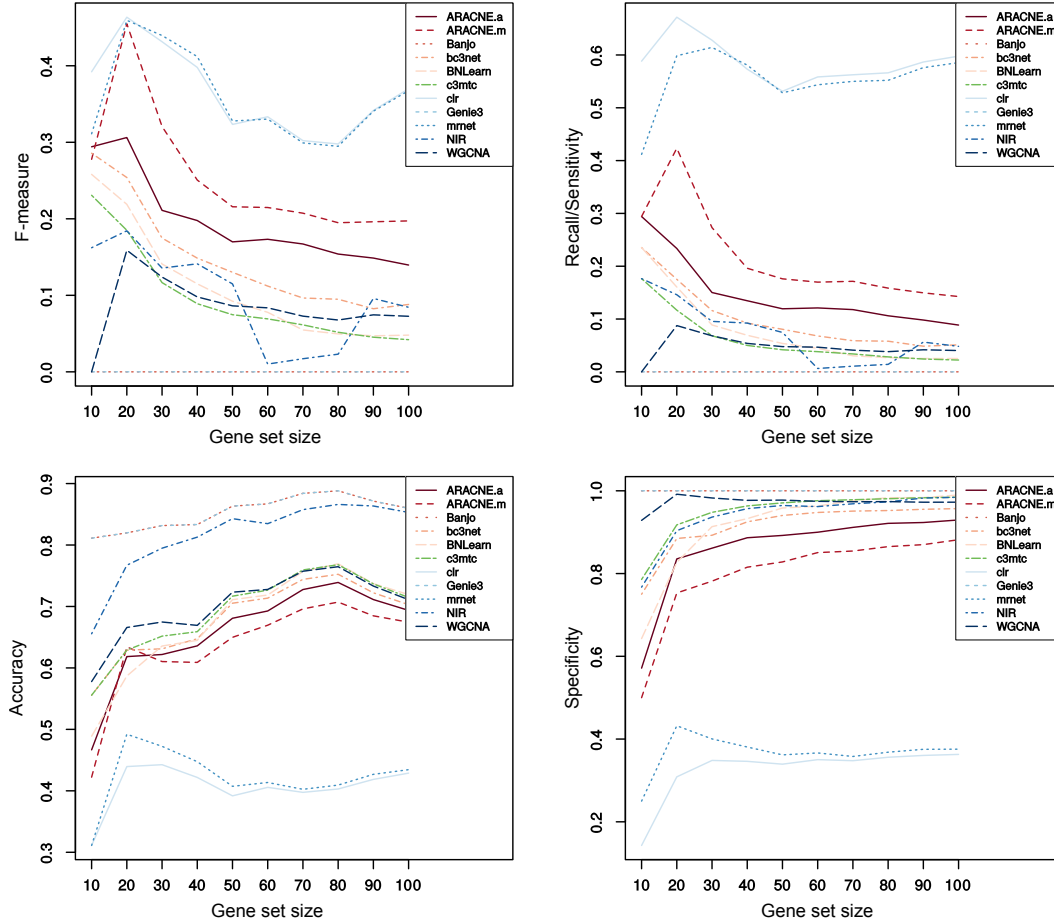 F-measure
0.0
0.1
0.2
0.3
0.4
10 20 30 40 50 60 70 80 90 100
Gene set size
ARACNE.a
ARACNE.m
Banjo
bc3net
BNLearn
c3mtc
clr
Genie3
mrnet
NIR
WGCNA
Recall/Sensitivity
0.0
0.1
0.2
0.3
0.4
0.5
0.6
10 20 30 40 50 60 70 80 90 100
Gene set size
ARACNE.a
ARACNE.m
Banjo
bc3net
BNLearn
c3mtc
clr
Genie3
mrnet
NIR
WGCNA
Accuracy
0.3
0.4
0.5
0.6
0.7
0.8
0.9
10 20 30 40 50 60 70 80 90 100
Gene set size
ARACNE.a
ARACNE.m
Banjo
bc3net
BNLearn
c3mtc
clr
Genie3
mrnet
NIR
WGCNA
Specificity
0.2
0.4
0.6
0.8
1.0
10 20 30 40 50 60 70 80 90 100
Gene set size
ARACNE.a
ARACNE.m
Banjo
bc3net
BNLearn
c3mtc
clr
Genie3
mrnet
NIR
WGCNA